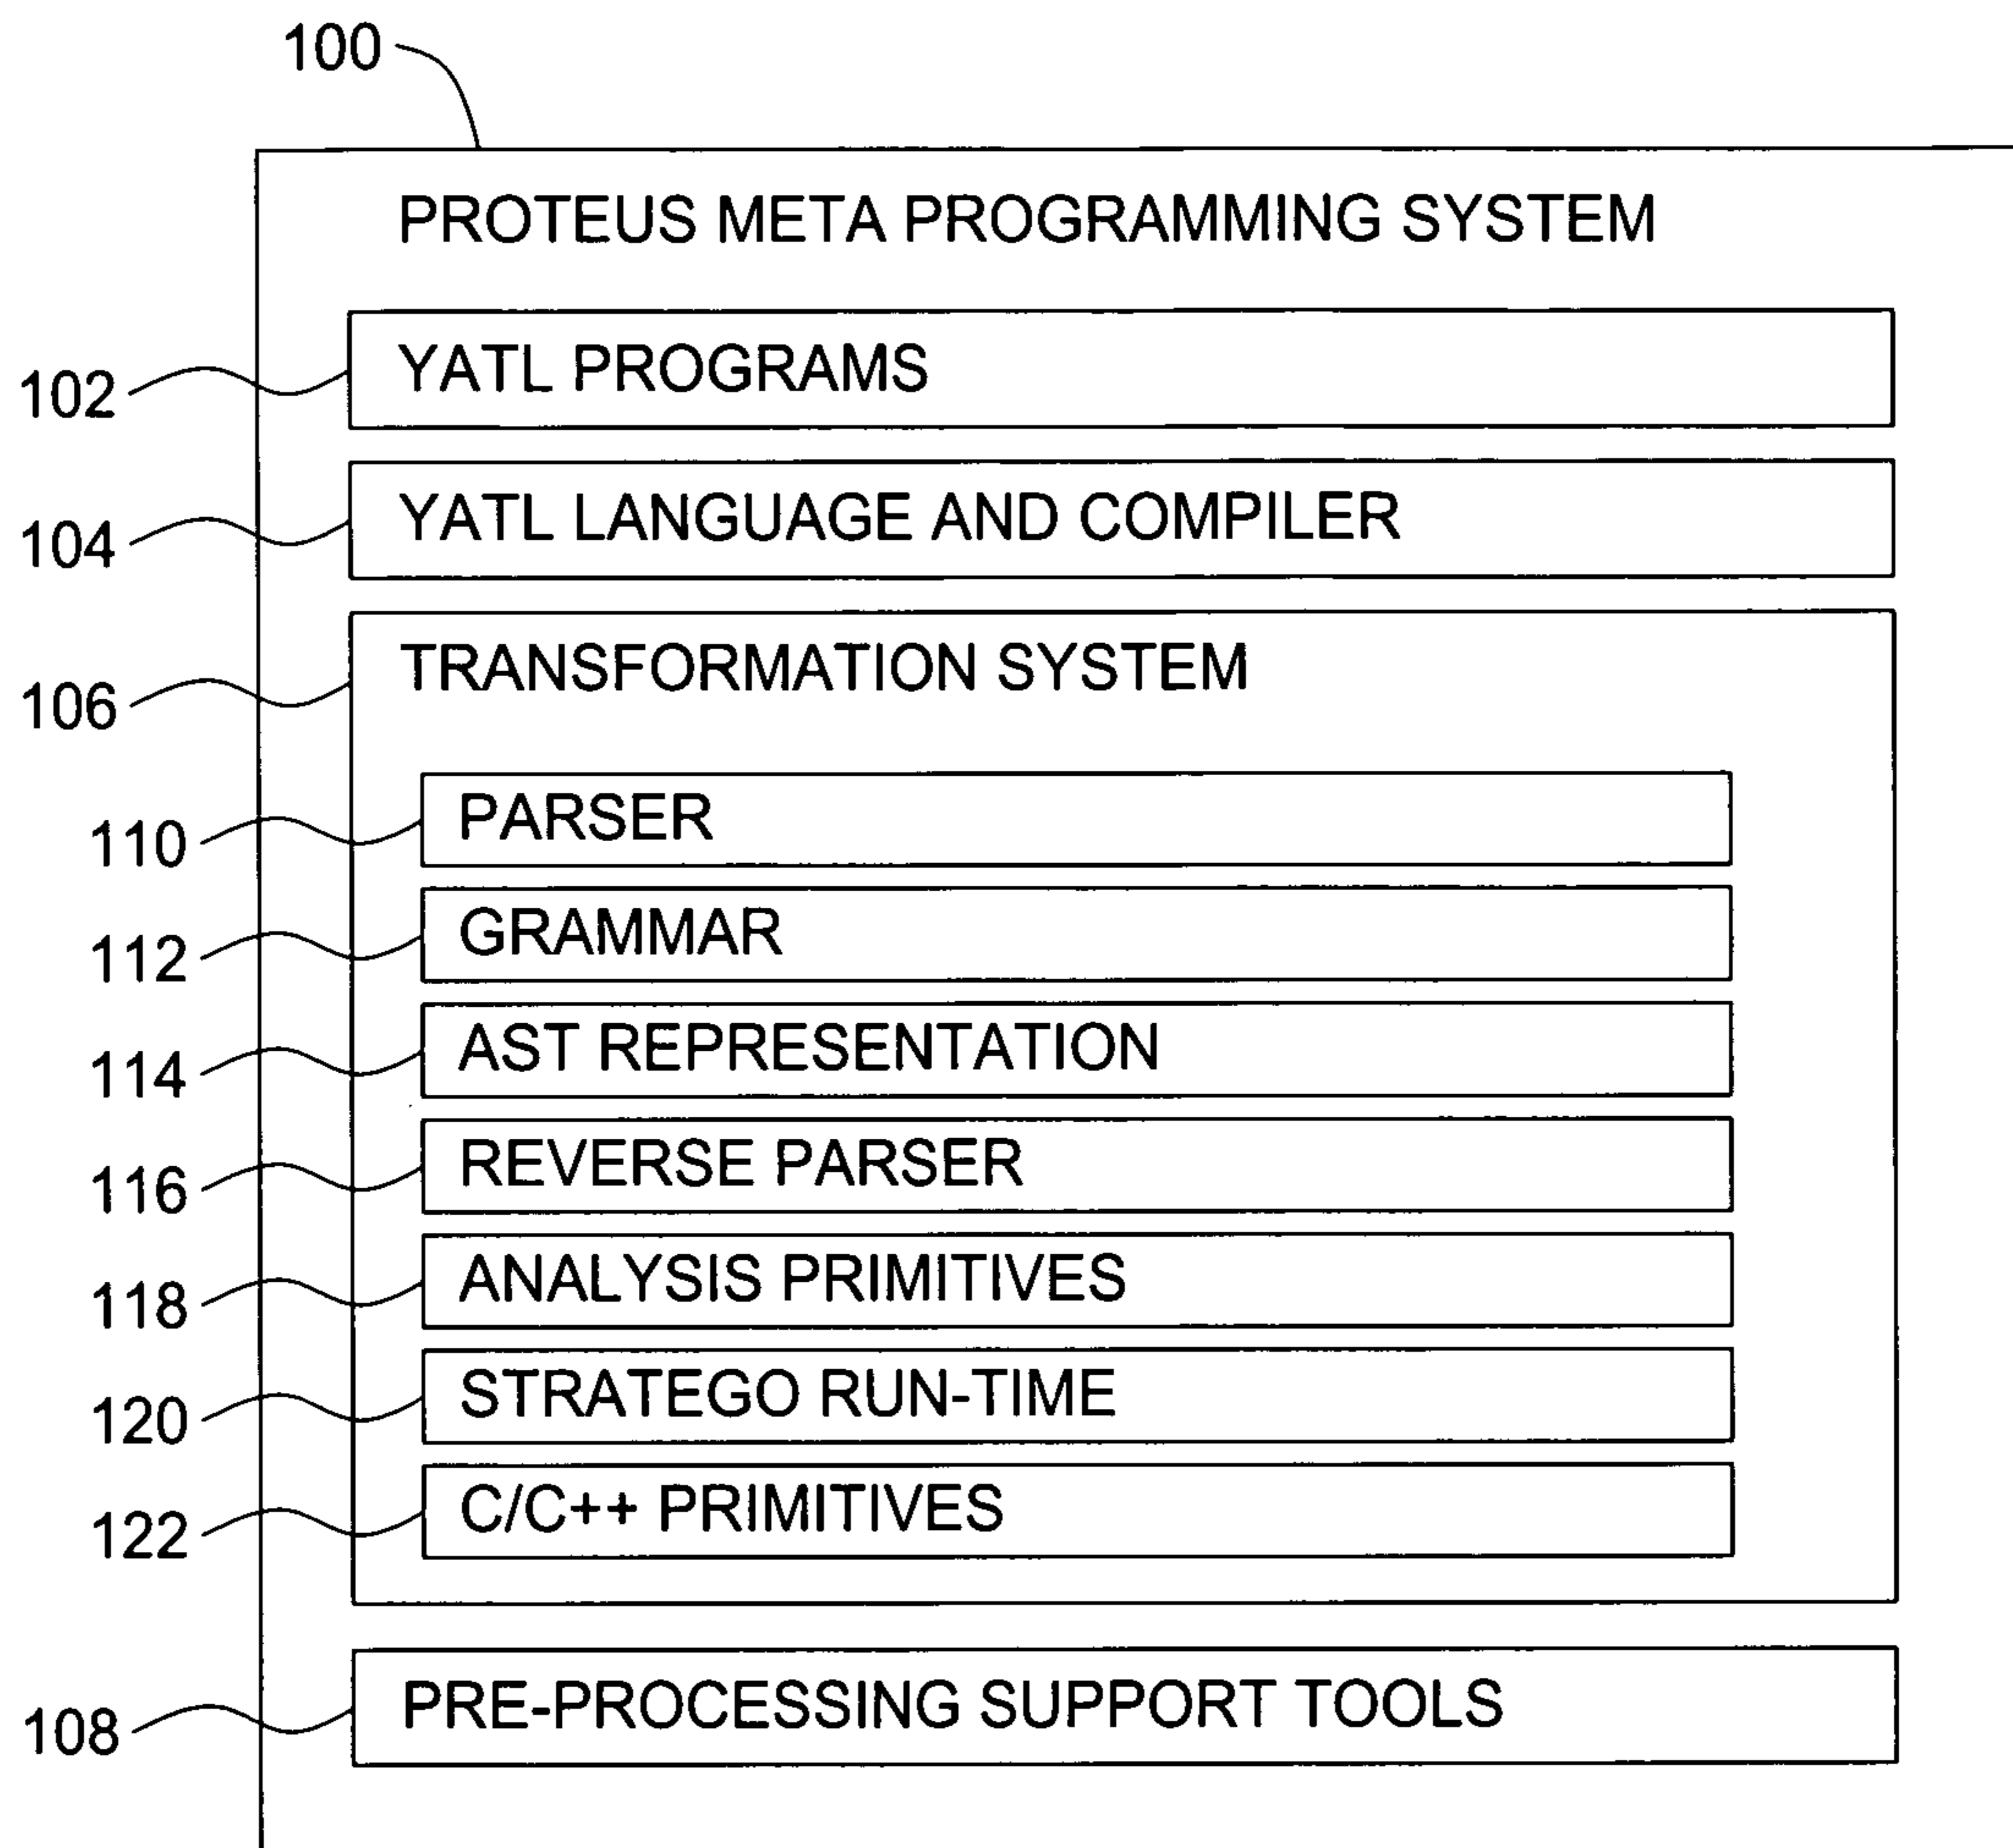 100
PROTEUS META PROGRAMMING SYSTEM
102 YATL PROGRAMS
104 YATL LANGUAGE AND COMPILER
106 TRANSFORMATION SYSTEM
110 PARSER
112 GRAMMAR
114 AST REPRESENTATION
116 REVERSE PARSER
118 ANALYSIS PRIMITIVES
120 STRATEGO RUN-TIME
122 C/C++ PRIMITIVES
108 PRE-PROCESSING SUPPORT TOOLS